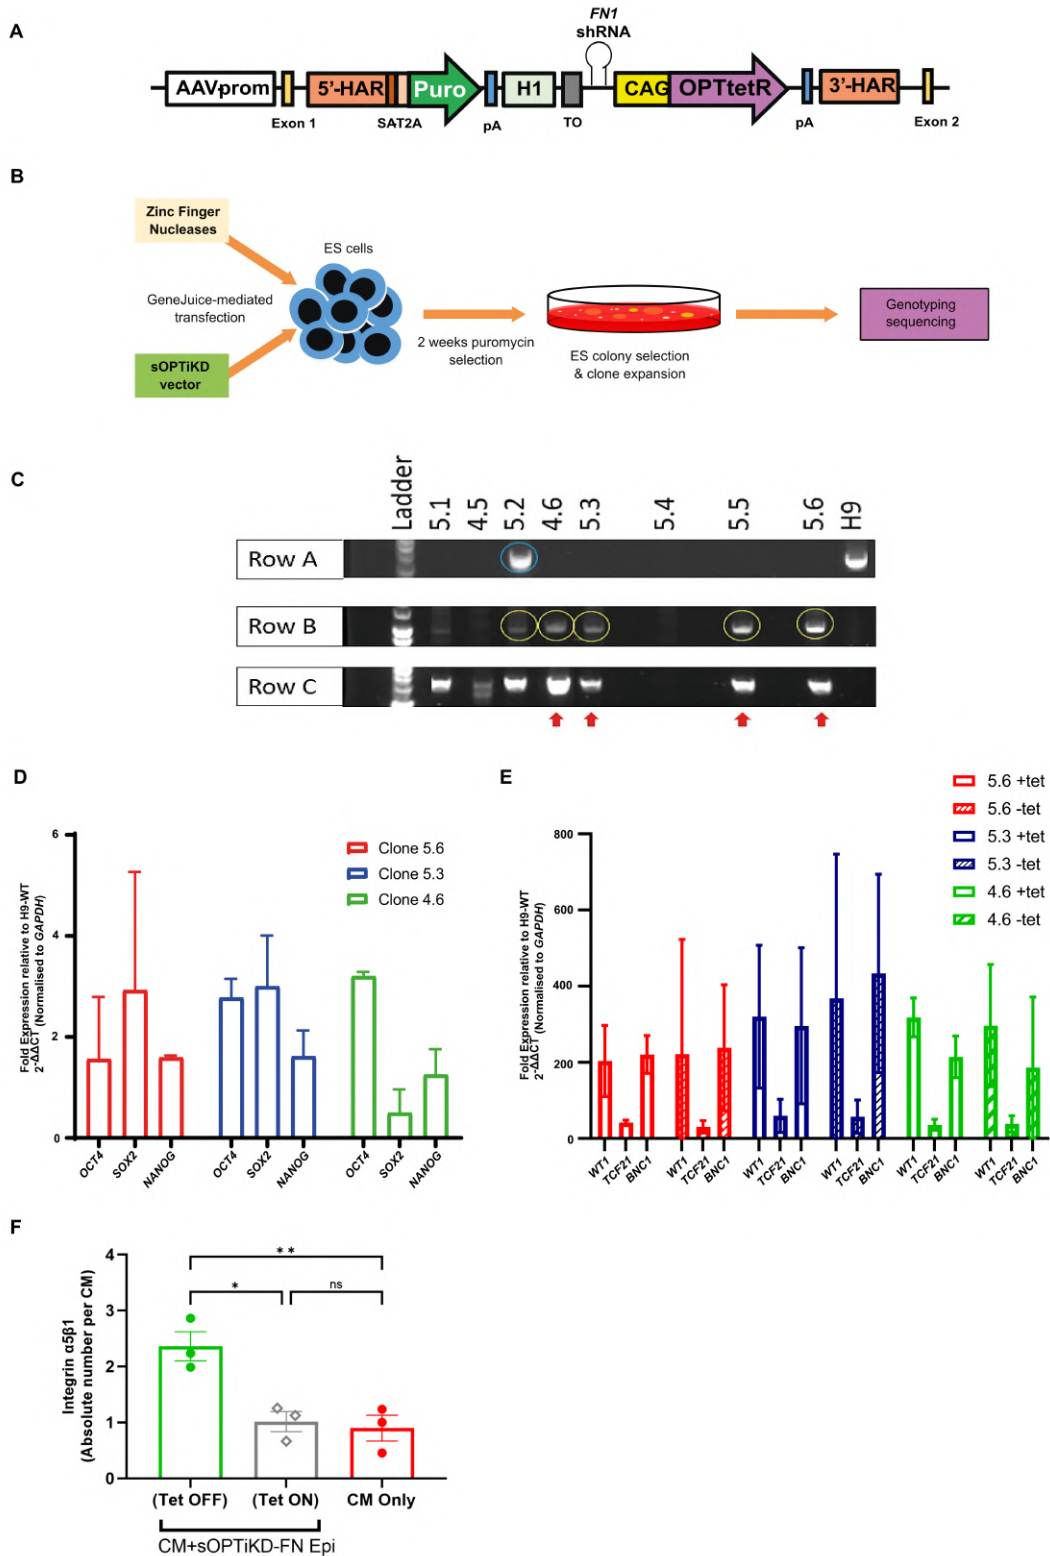 A
FN1
shRNA
AAV-prom
5'-HAR
Puro
H1
CAG
OPTtetR
3'-HAR
Exon 1
SAT2A
pA
TO
pA
Exon 2
B
Zinc Finger
Nucleases
ES cells
GeneJuice-mediated
transfection
2 weeks puromycin
selection
sOPTiKD
vector
ES colony selection
& clone expansion
Genotyping
sequencing
C
Ladder
5.1
4.5
5.2
4.6
5.3
5.4
5.5
5.6
H9
Row A
Row B
Row C
D
Fold Expression relative to H9-WT
2-ΔΔCT (Normalised to GAPDH)
6
4
2
0
Clone 5.6
Clone 5.3
Clone 4.6
OCT4 SOX2 NANOG OCT4 SOX2 NANOG OCT4 SOX2 NANOG
E
Fold Expression relative to H9-WT
2-ΔΔCT (Normalised to GAPDH)
800
600
400
200
0
5.6 +tet
5.6 -tet
5.3 +tet
5.3 -tet
4.6 +tet
4.6 -tet
WT1 TCF21 BNC1 WT1 TCF21 BNC1 WT1 TCF21 BNC1 WT1 TCF21 BNC1 WT1 TCF21 BNC1 WT1 TCF21 BNC1
F
Integrin α5β1
(Absolute number per CM)
4
3
2
1
0
**
*
ns
(Tet OFF) (Tet ON) CM Only
CM+sOPTiKD-FN Epi